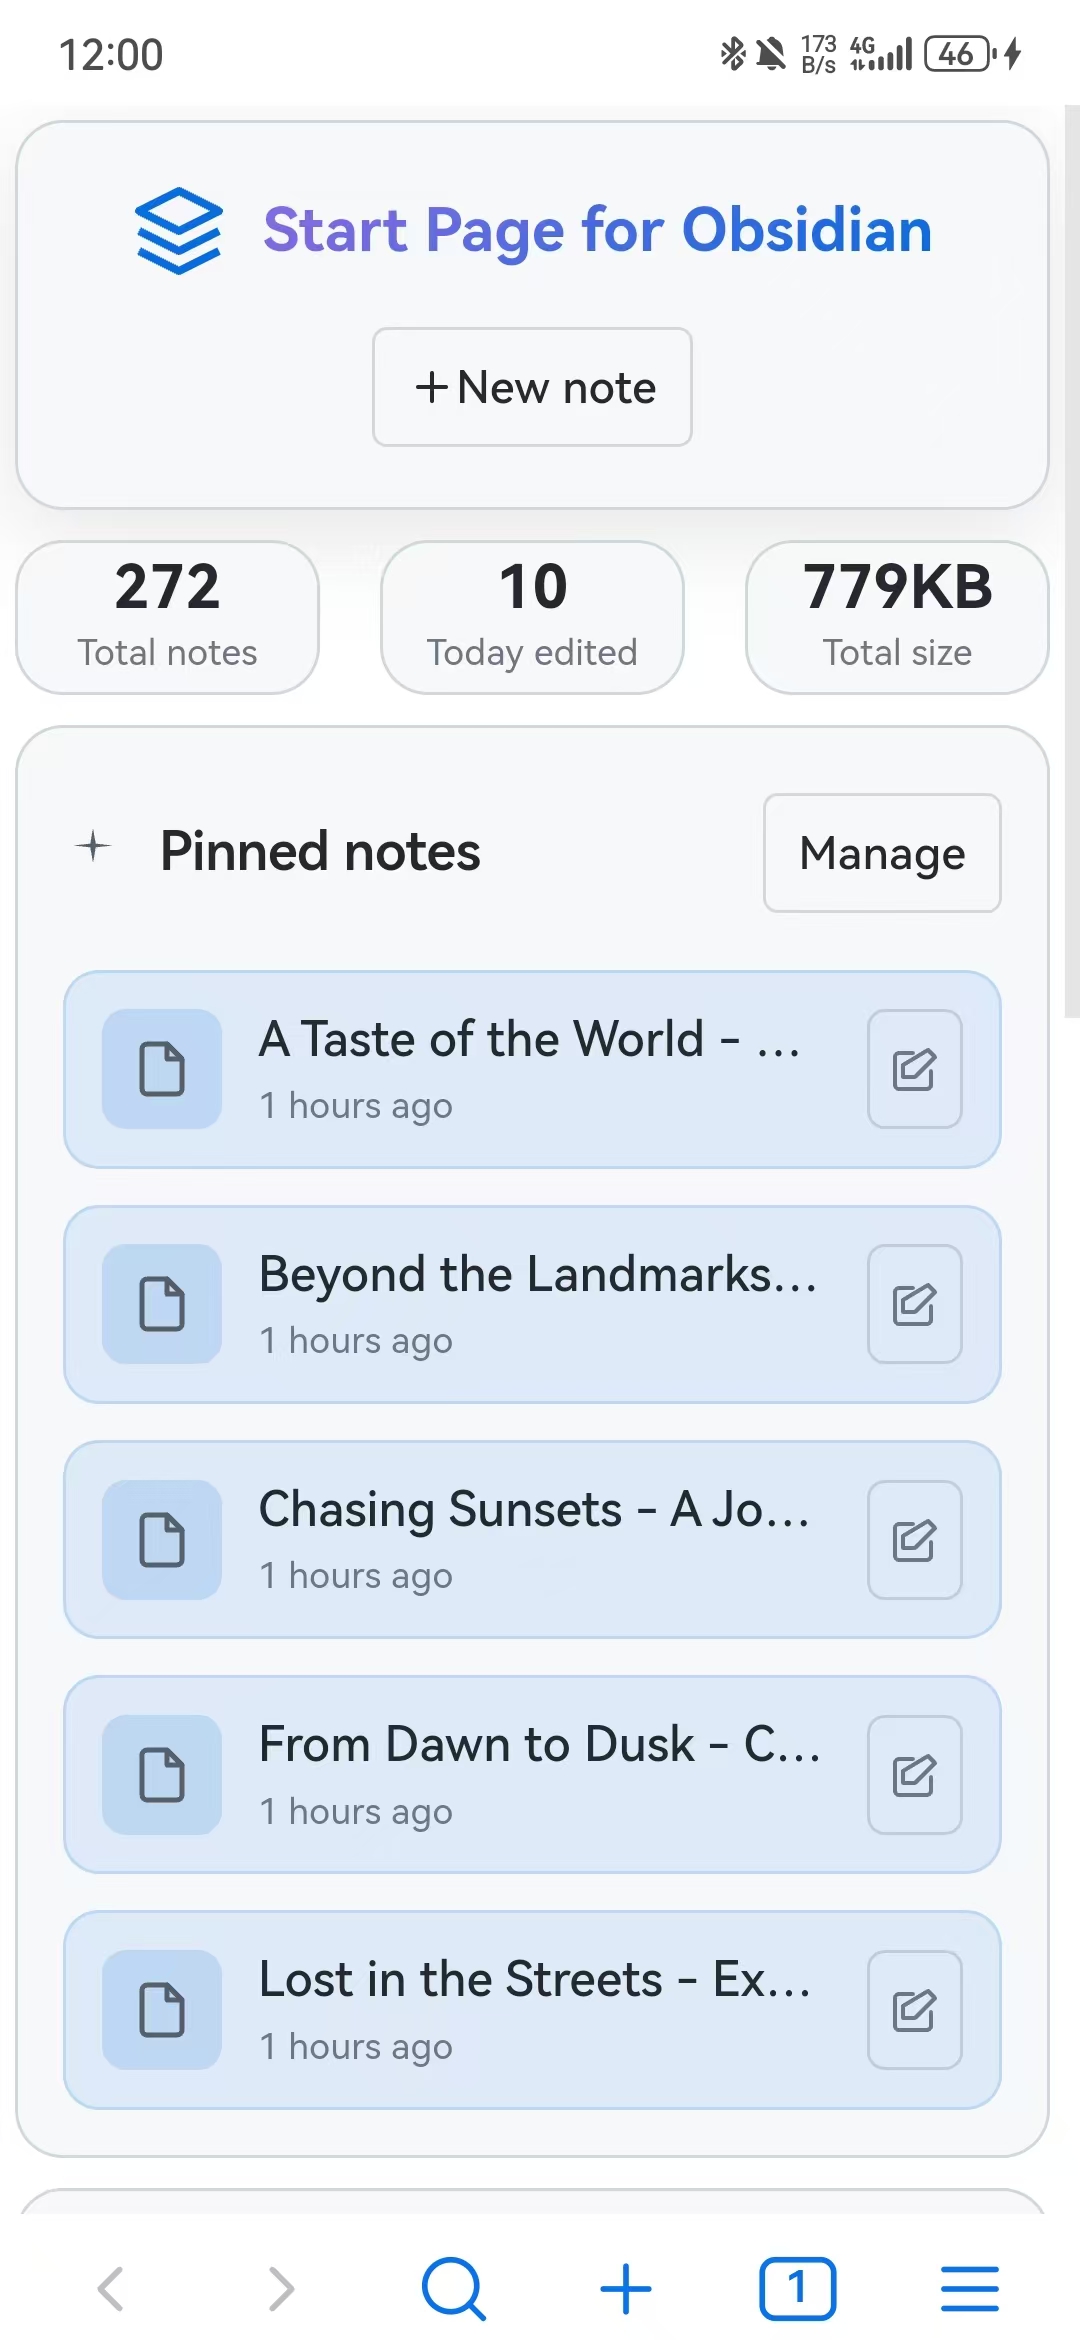 12:00
173 B/s 4G 46
Start Page for Obsidian
+ New note
272 10 779KB
Total notes Today edited Total size
Pinned notes Manage
A Taste of the World - ...
1 hours ago
Beyond the Landmarks...
1 hours ago
Chasing Sunsets - A Jo...
1 hours ago
From Dawn to Dusk - C...
1 hours ago
Lost in the Streets - Ex...
1 hours ago
1